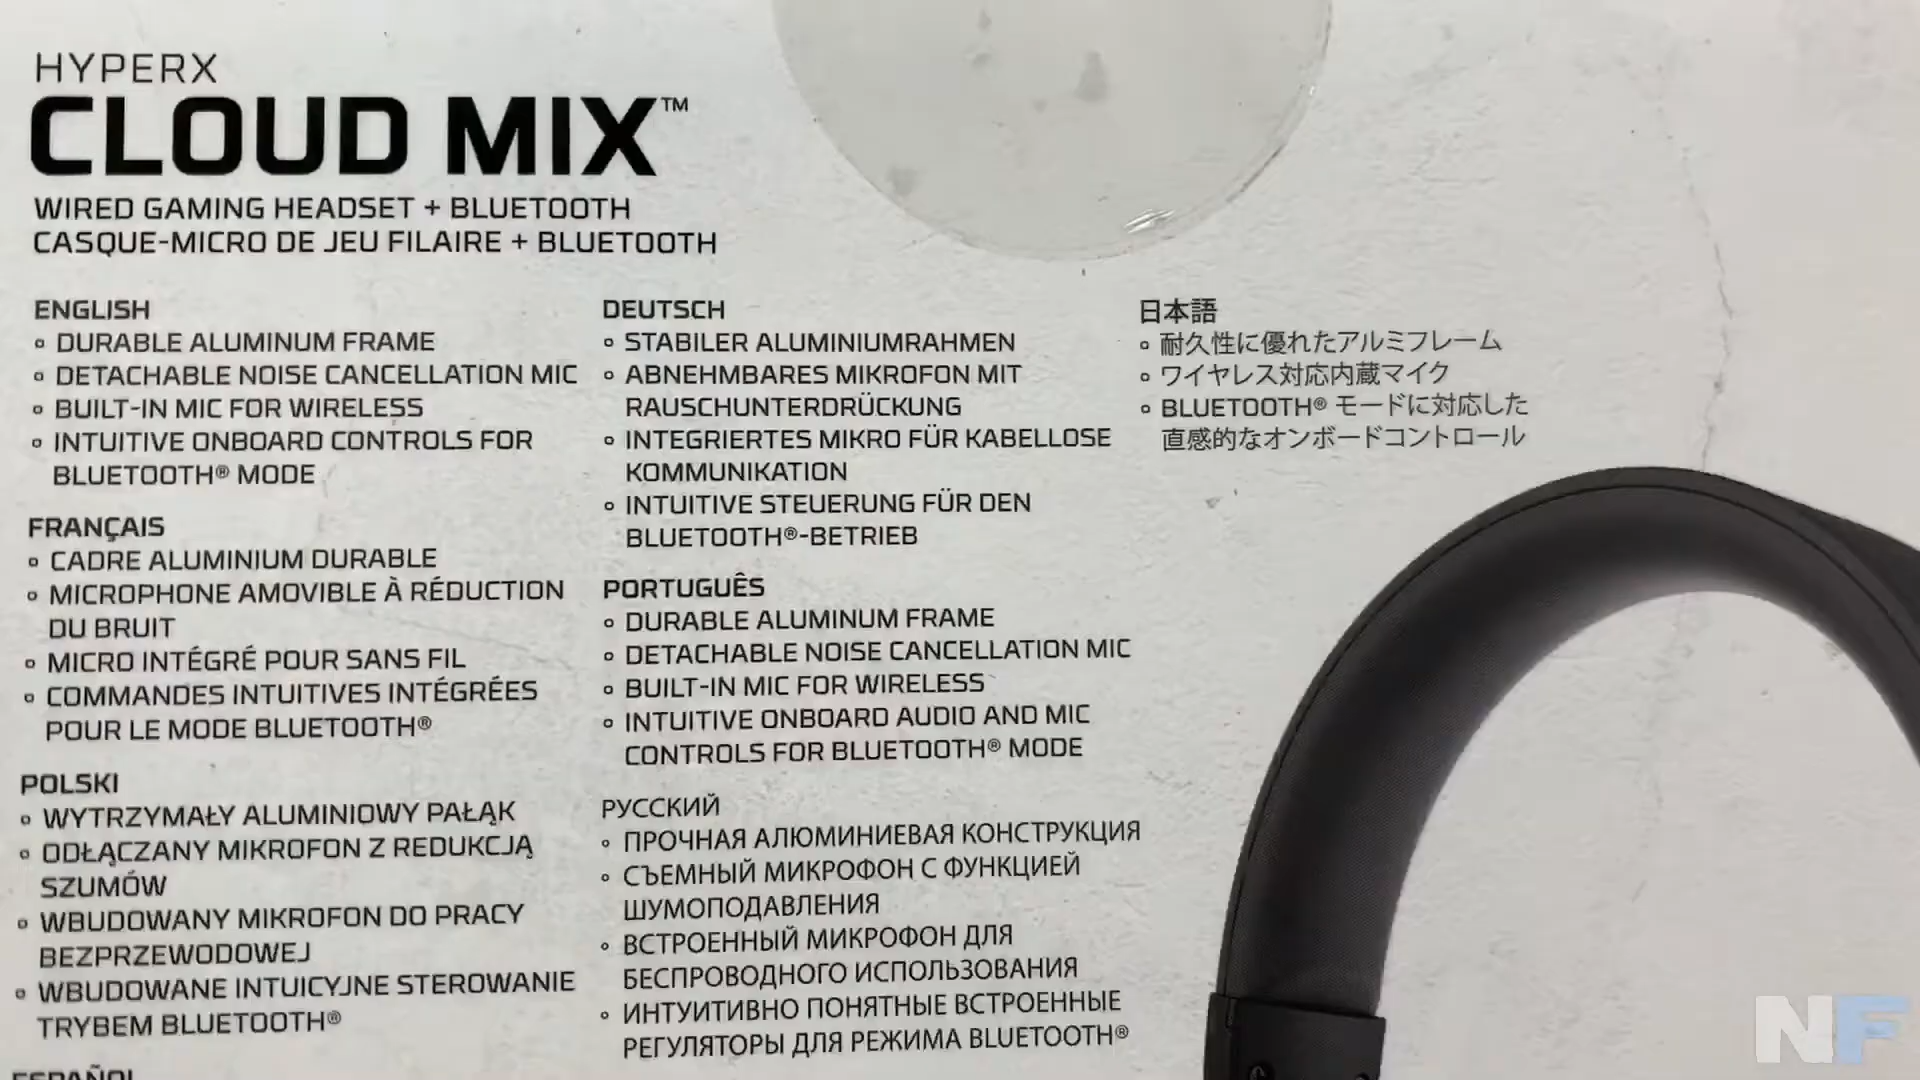 HYPERX
CLOUD MIX™
WIRED GAMING HEADSET + BLUETOOTH
CASQUE-MICRO DE JEU FILAIRE + BLUETOOTH
ENGLISH
DURABLE ALUMINUM FRAME
DETACHABLE NOISE CANCELLATION MIC
BUILT-IN MIC FOR WIRELESS
INTUITIVE ONBOARD CONTROLS FOR
BLUETOOTH® MODE
FRANÇAIS
CADRE ALUMINIUM DURABLE
MICROPHONE AMOVIBLE À RÉDUCTION
DU BRUIT
MICRO INTÉGRÉ POUR SANS FIL
COMMANDES INTUITIVES INTÉGRÉES
POUR LE MODE BLUETOOTH®
POLSKI
WYTRZYMAŁY ALUMINIOWY PAŁĄK
ODŁĄCZANY MIKROFON Z REDUKCJĄ
SZUMÓW
WBUDOWANY MIKROFON DO PRACY
BEZPRZEWODOWEJ
WBUDOWANE INTUICYJNE STEROWANIE
TRYBEM BLUETOOTH®
ESPAÑOL
DEUTSCH
STABILER ALUMINIUMRAHMEN
ABNEHMBARES MIKROFON MIT
RAUSCHUNTERDRÜCKUNG
INTEGRIERTES MIKRO FÜR KABELLOSE
KOMMUNIKATION
INTUITIVE STEUERUNG FÜR DEN
BLUETOOTH®-BETRIEB
PORTUGUÊS
DURABLE ALUMINUM FRAME
DETACHABLE NOISE CANCELLATION MIC
BUILT-IN MIC FOR WIRELESS
INTUITIVE ONBOARD AUDIO AND MIC
CONTROLS FOR BLUETOOTH® MODE
РУССКИЙ
ПРОЧНАЯ АЛЮМИНИЕВАЯ КОНСТРУКЦИЯ
СЪЕМНЫЙ МИКРОФОН С ФУНКЦИЕЙ
ШУМОПОДАВЛЕНИЯ
ВСТРОЕННЫЙ МИКРОФОН ДЛЯ
БЕСПРОВОДНОГО ИСПОЛЬЗОВАНИЯ
ИНТУИТИВНО ПОНЯТНЫЕ ВСТРОЕННЫЕ
РЕГУЛЯТОРЫ ДЛЯ РЕЖИМА BLUETOOTH®
日本語
耐久性に優れたアルミフレーム
ワイヤレス対応内蔵マイク
BLUETOOTH® モードに対応した
直感的なオンボードコントロール
NF